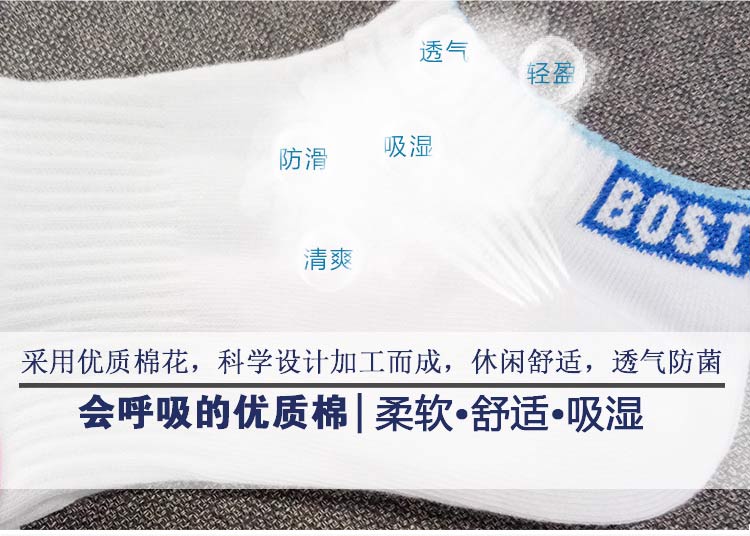 透气
轻盈
吸湿
防滑
BOSI
清爽
采用优质棉花，科学设计加工而成，休闲舒适，透气防菌
会呼吸的优质棉|柔软•舒适•吸湿